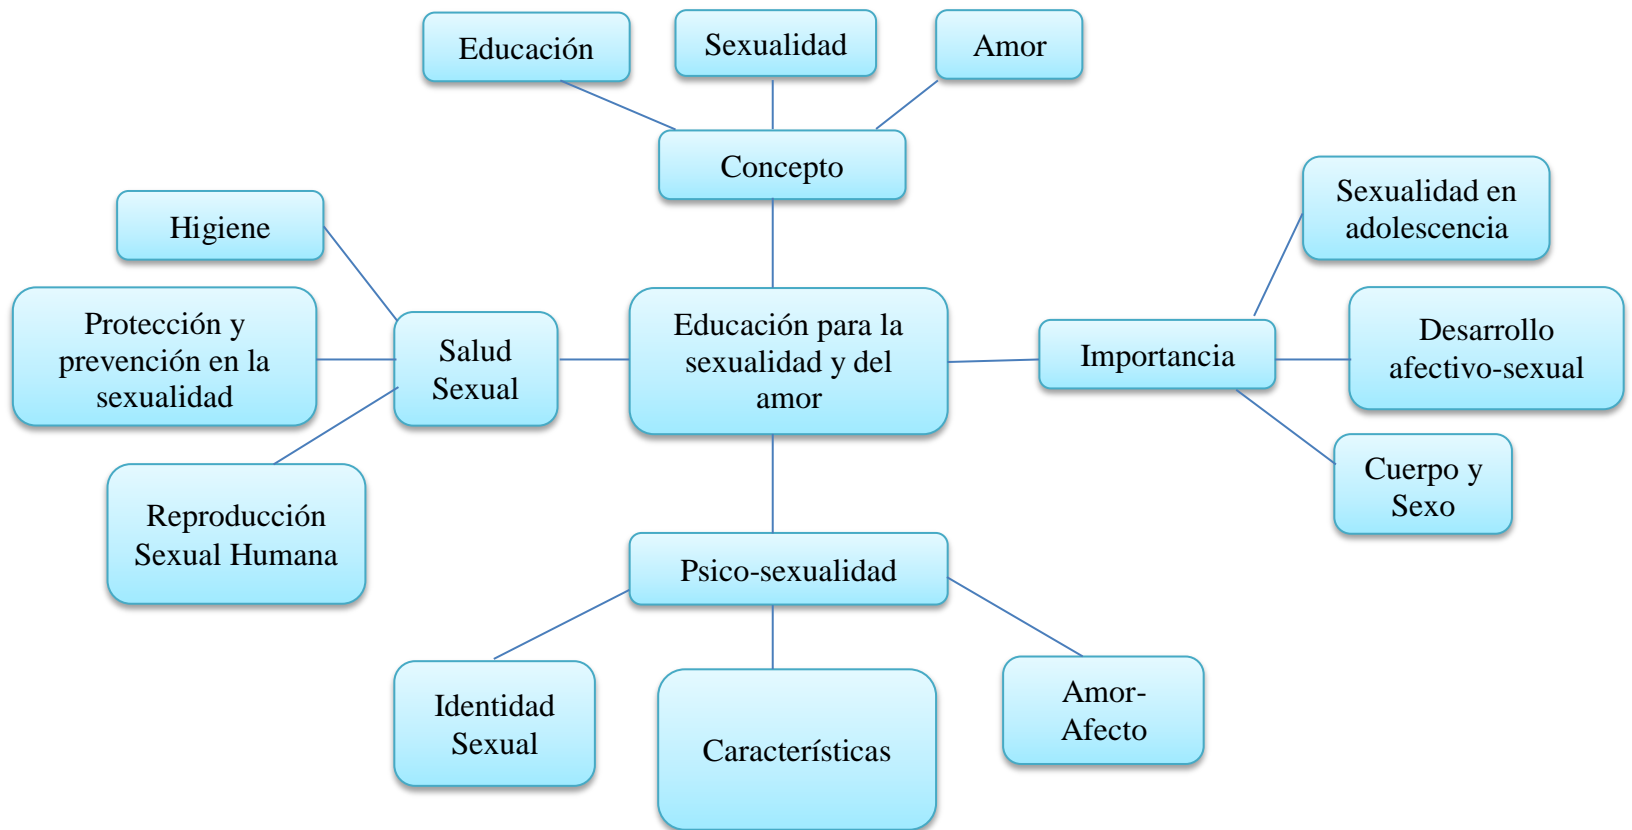 Educación
Sexualidad
Amor
Concepto
Higiene
Sexualidad en
adolescencia
Protección y
prevención en la
sexualidad
Salud
Sexual
Educación para la
sexualidad y del
amor
Importancia
Desarrollo
afectivo-sexual
Reproducción
Sexual Humana
Cuerpo y
Sexo
Psico-sexualidad
Identidad
Sexual
Características
Amor-
Afecto